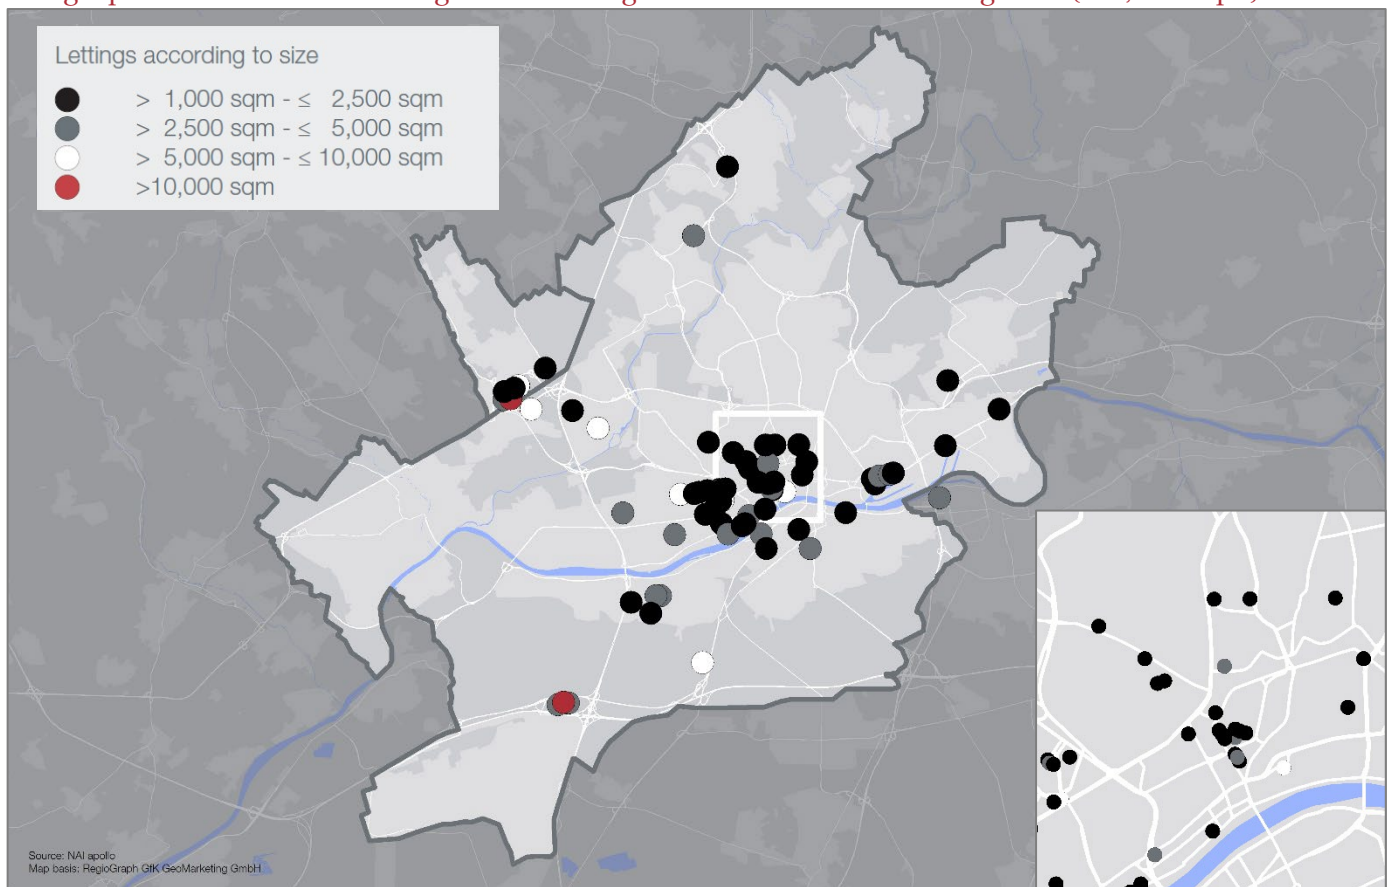 Lettings according to size
> 1,000 sqm - ≤ 2,500 sqm
> 2,500 sqm - ≤ 5,000 sqm
> 5,000 sqm - ≤ 10,000 sqm
>10,000 sqm
Source: NAI apollo
Map basis: RegioGraph GfK GeoMarketing GmbH